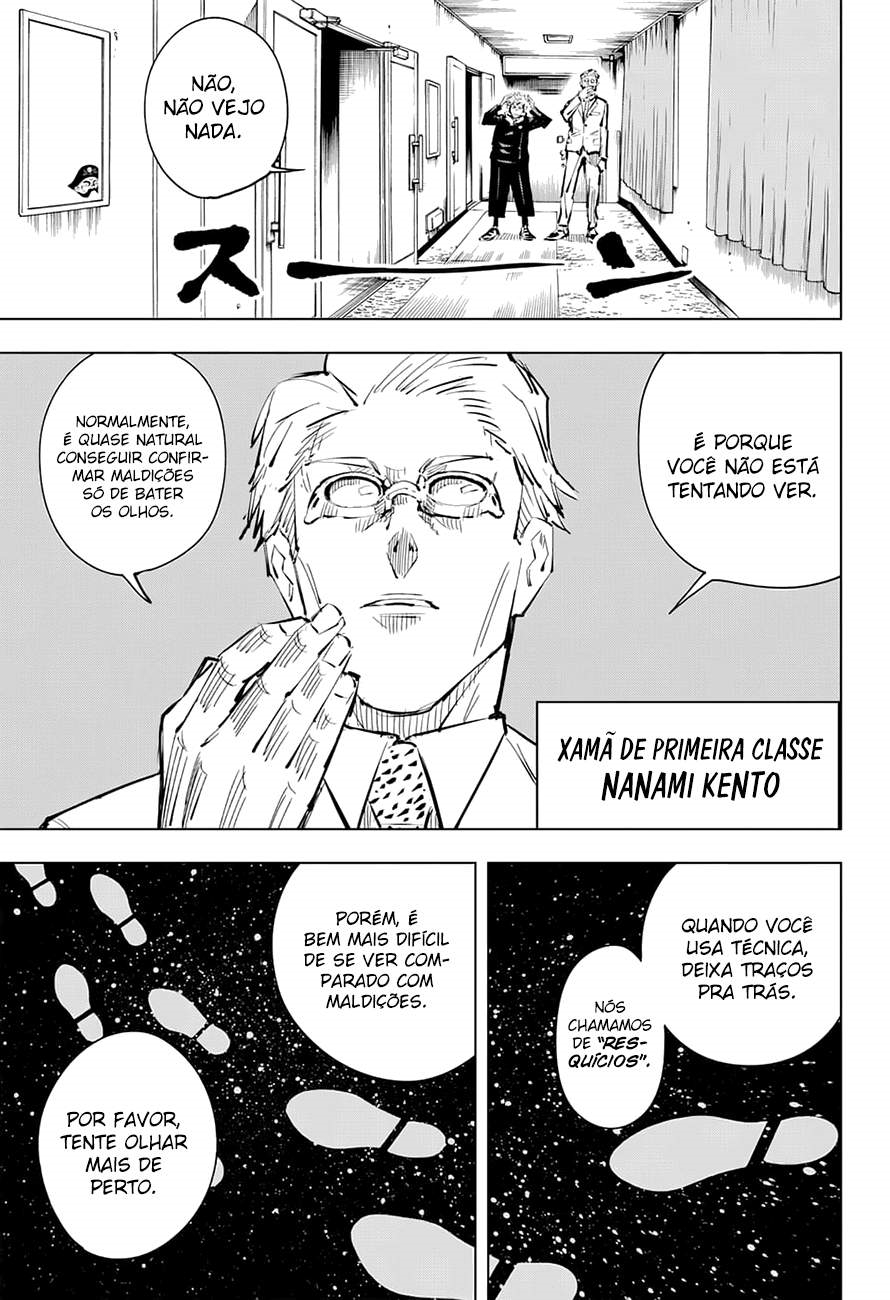 NÃO,
NÃO VEJO
NADA.
スーン
É PORQUE
VOCÊ NÃO ESTÁ
TENTANDO VER.
NORMALMENTE,
É QUASE NATURAL
CONSEGUIR CONFIR-
MAR MALDIÇÕES
SÓ DE BATER
OS OLHOS.
XAMÃ DE PRIMEIRA CLASSE
NANAMI KENTO
QUANDO VOCÊ
USA TÉCNICA,
DEIXA TRAÇOS
PRA TRÁS.
NÓS
CHAMAMOS
DE "RES-
QUÍCIOS".
PORÉM, É
BEM MAIS DIFÍCIL
DE SE VER COM-
PARADO COM
MALDIÇÕES.
POR FAVOR,
TENTE OLHAR
MAIS DE
PERTO.